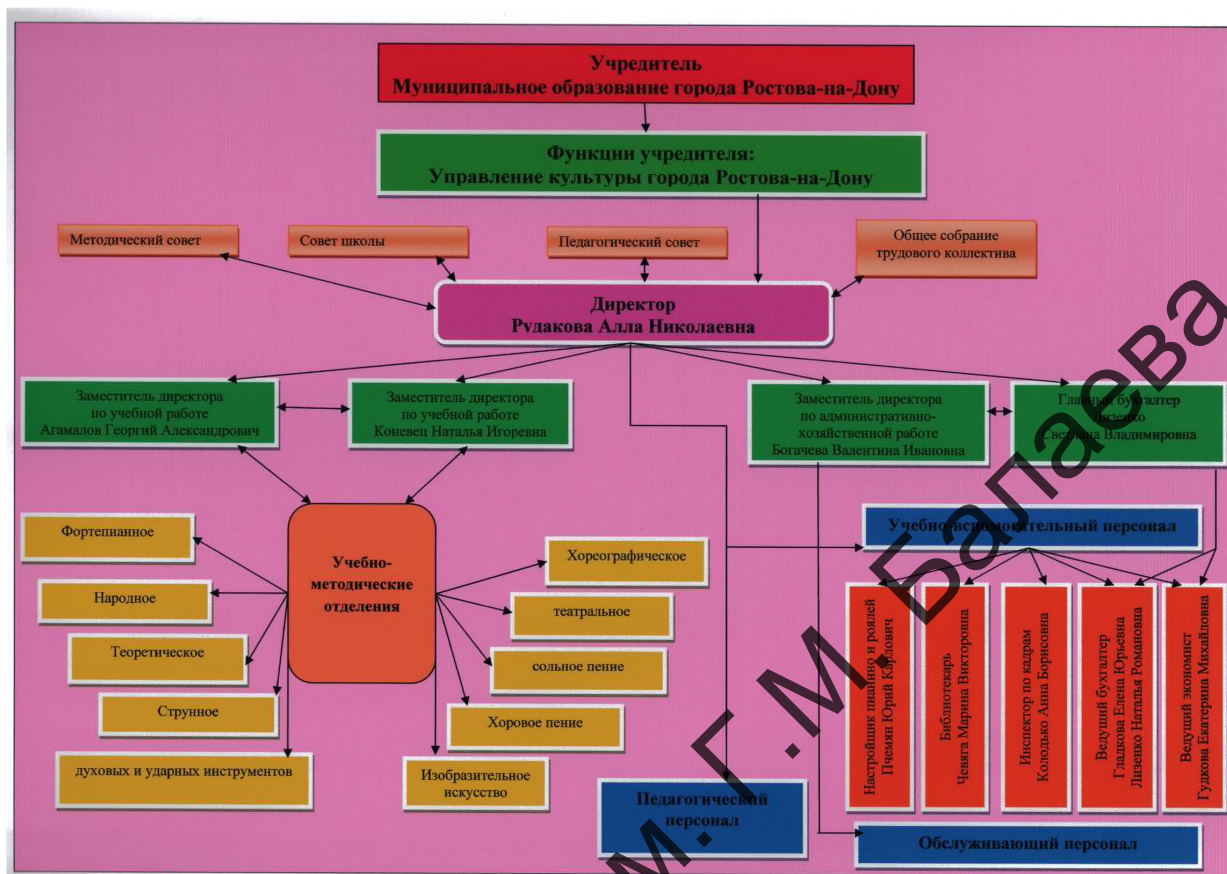 Учредитель
Муниципальное образование города Ростова-на-Дону
Функции учредителя:
Управление культуры города Ростова-на-Дону
Методический совет
Совет школы
Педагогический совет
Общее собрание
трудового коллектива
Директор
Рудакова Алла Николаевна
Заместитель директора
по учебной работе
Агамалов Георгий Александрович
Заместитель директора
по учебной работе
Коневец Наталья Игоревна
Заместитель директора
по административно-
хозяйственной работе
Богачева Валентина Ивановна
Главный бухгалтер
Лизенко
Светлана Владимировна
Учебно-
методические
отделения
Фортепианное
Народное
Теоретическое
Струнное
духовых и ударных инструментов
Хореографическое
театральное
сольное пение
Хоровое пение
Изобразительное
искусство
Учебно-вспомогательный персонал
Настройщик пианино и роялей
Пчемян Юрий Карлович
Библиотекарь
Чевяга Марина Викторовна
Инспектор по кадрам
Колодько Анна Борисовна
Ведущий бухгалтер
Гладкова Елена Юрьевна
Лизенко Наталья Романовна
Ведущий экономист
Гудкова Екатерина Михайловна
Педагогический
персонал
Обслуживающий персонал
м. Г.М. Балаева